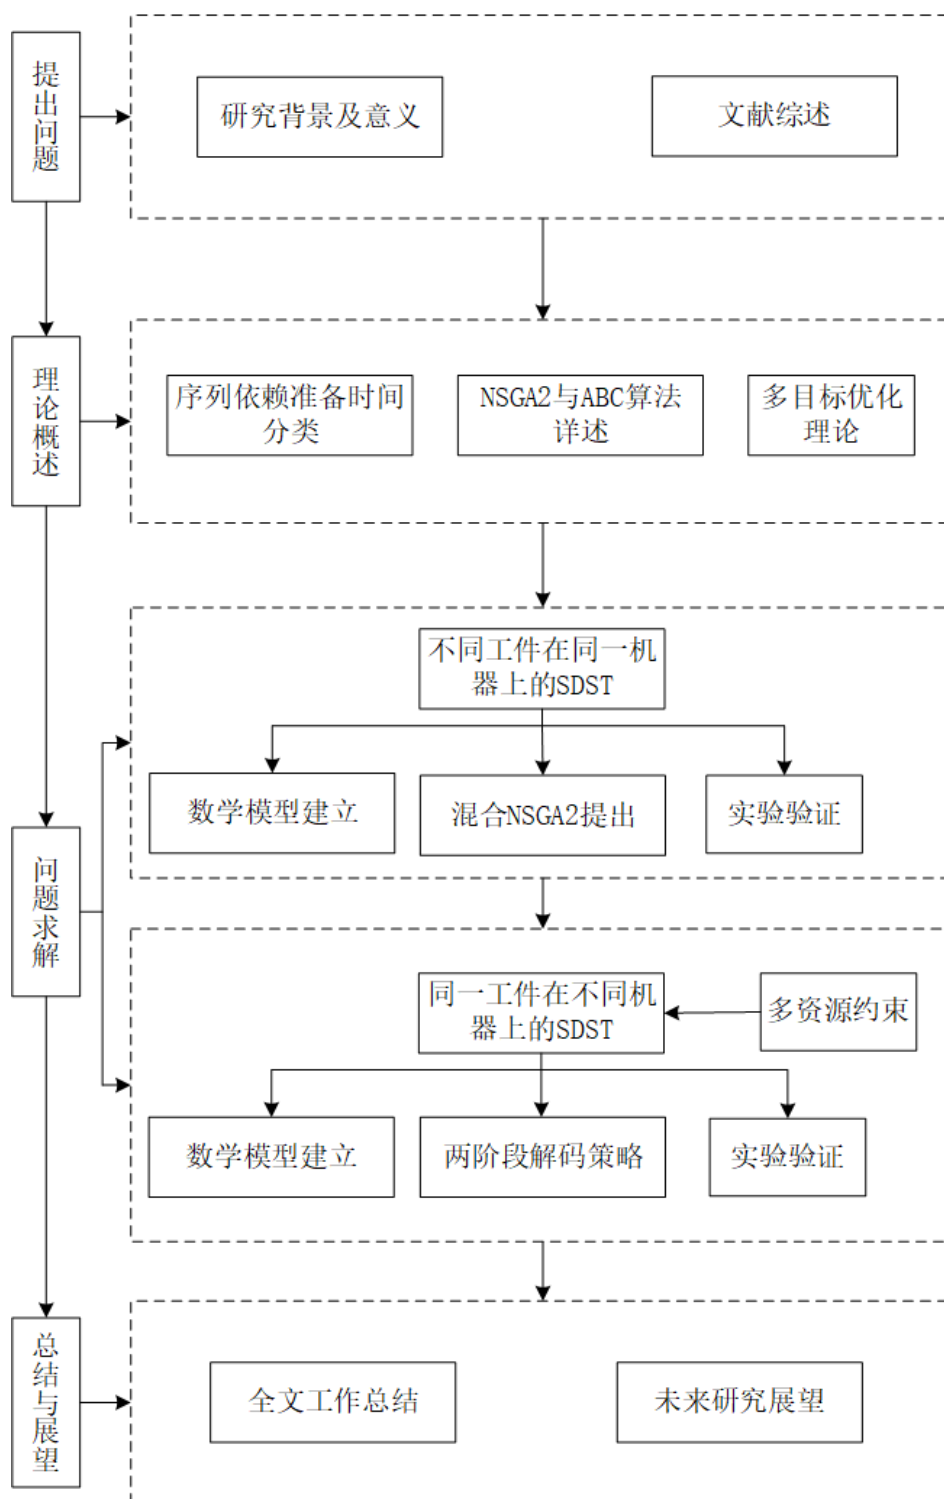 提出问题
研究背景及意义
文献综述
理论概述
序列依赖准备时间
分类
NSGA2与ABC算法
详述
多目标优化
理论
问题求解
不同工件在同一机
器上的SDST
数学模型建立
混合NSGA2提出
实验验证
同一工件在不同机
器上的SDST
多资源约束
数学模型建立
两阶段解码策略
实验验证
总结与展望
全文工作总结
未来研究展望